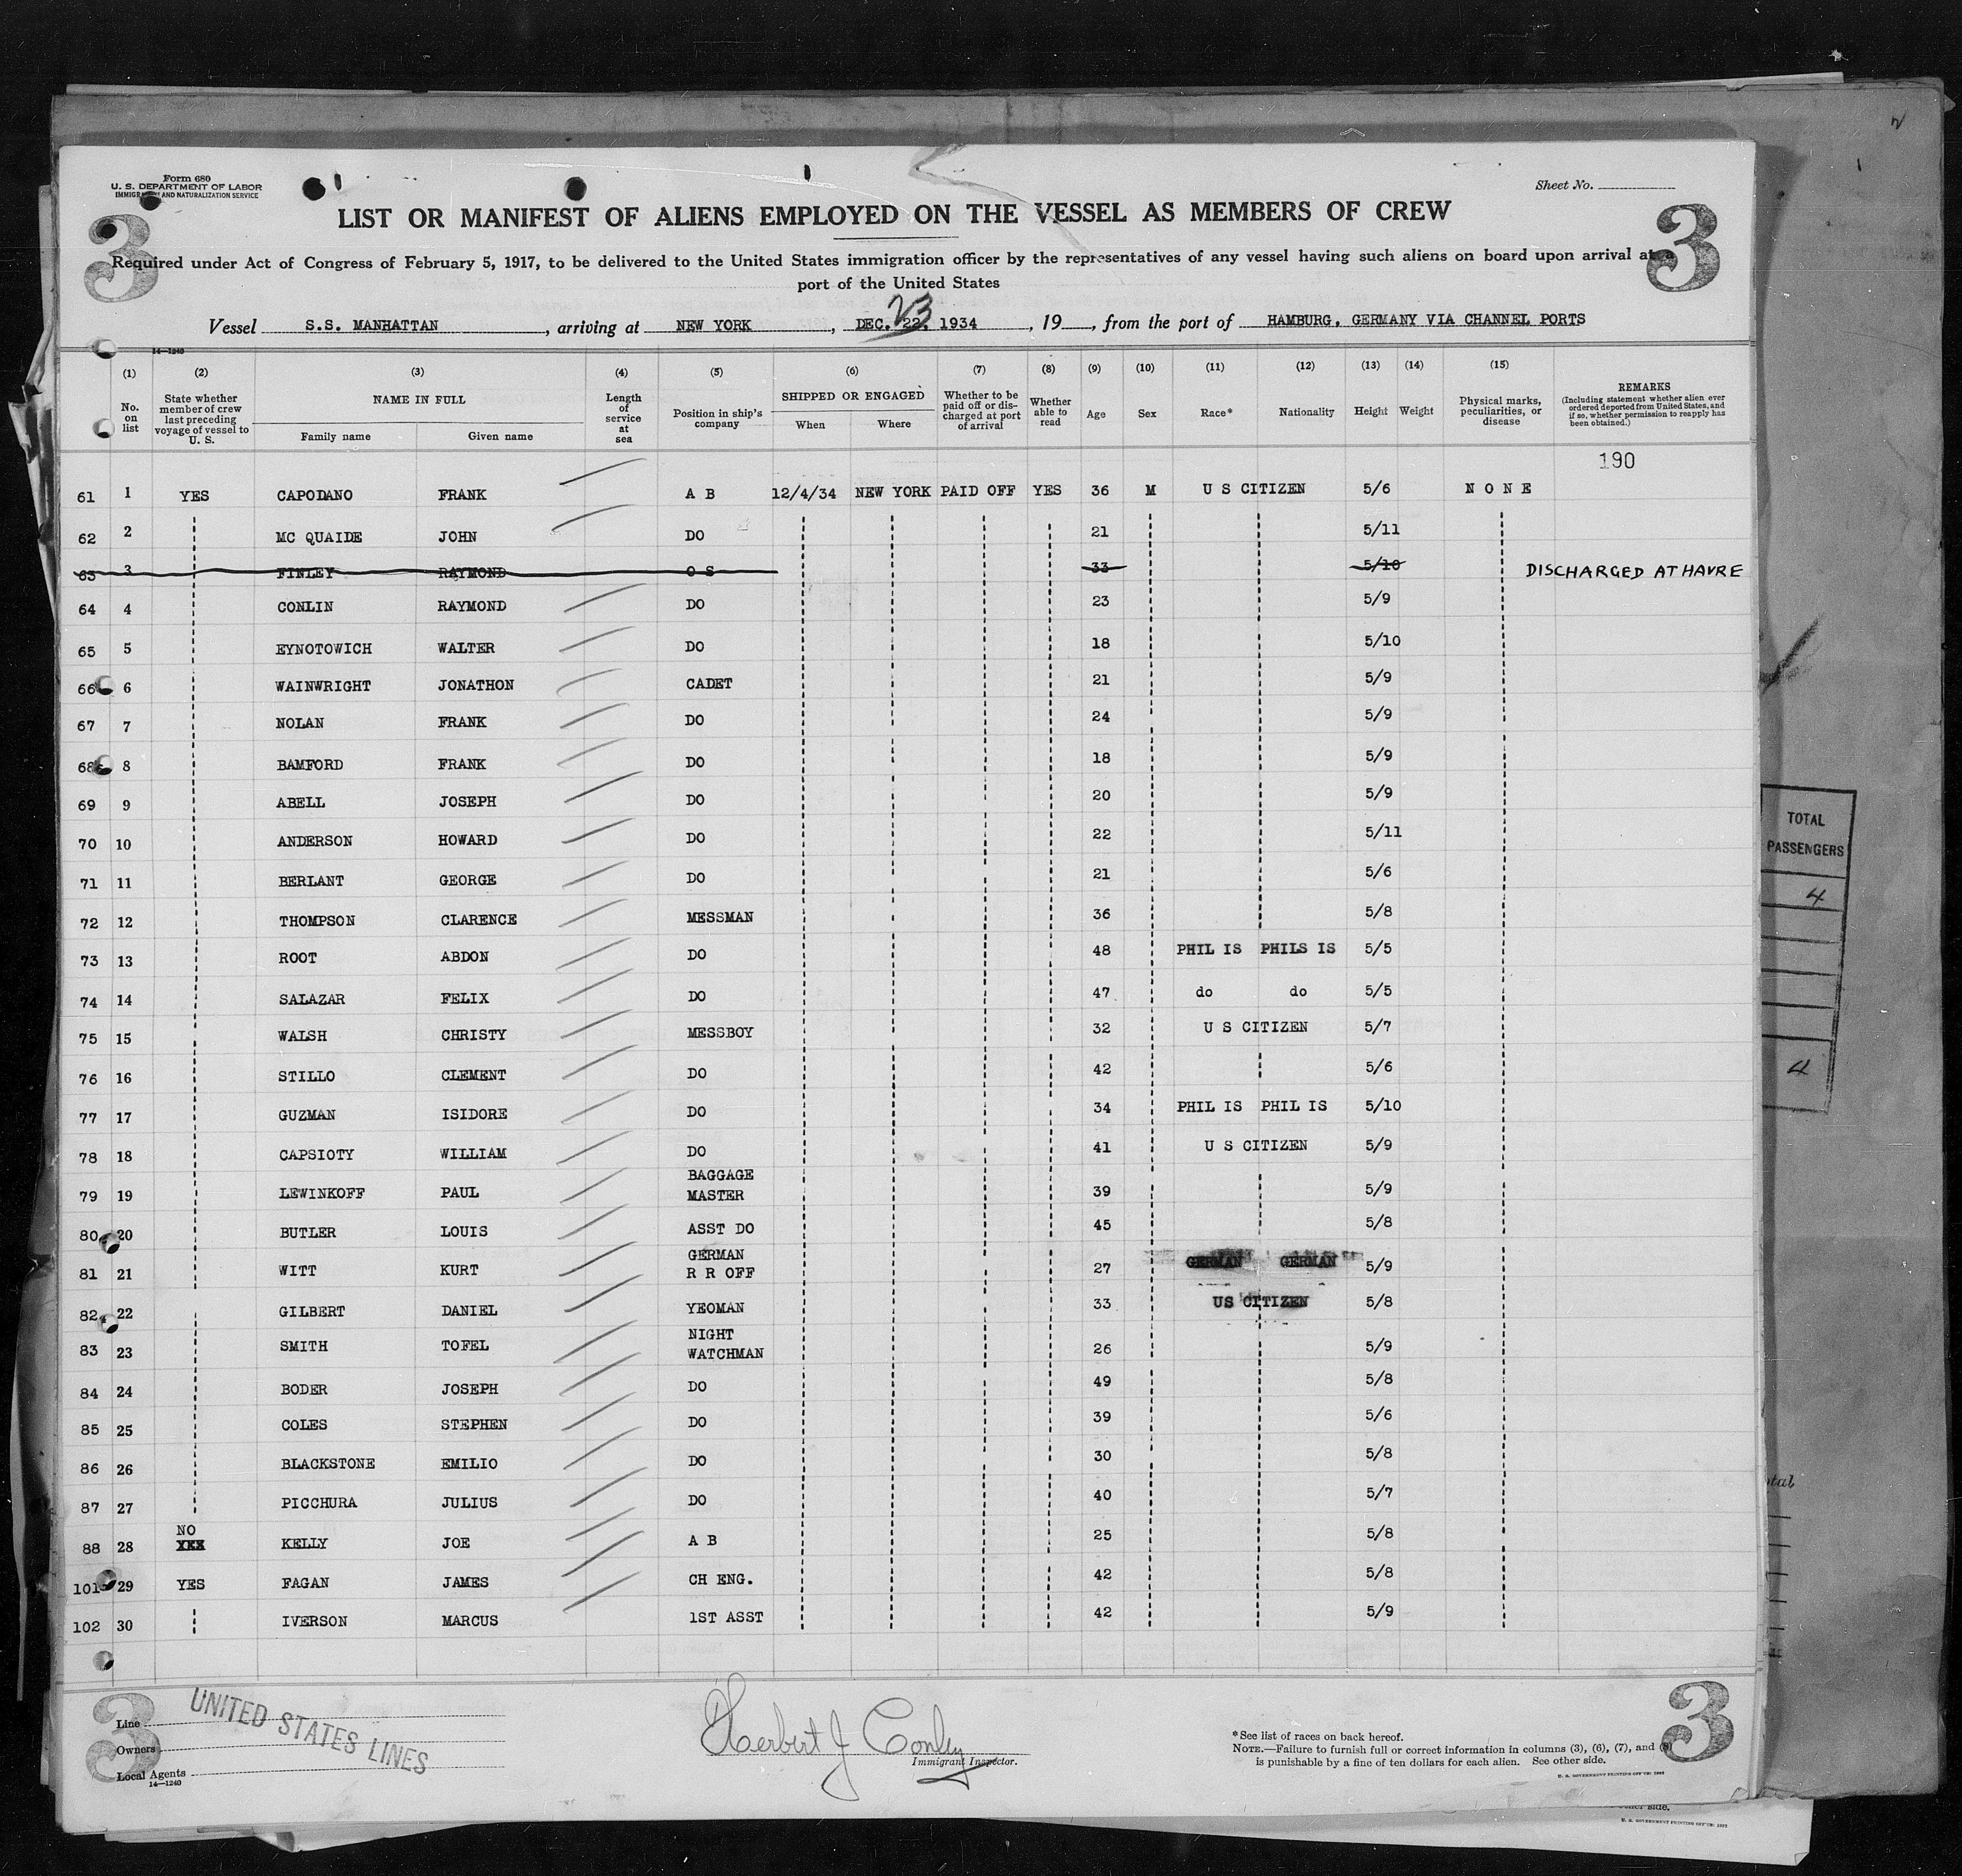 Form 680
U. S. DEPARTMENT OF LABOR
IMMIGRATION AND NATURALIZATION SERVICE
Sheet No.
3 3
LIST OR MANIFEST OF ALIENS EMPLOYED ON THE VESSEL AS MEMBERS OF CREW
Required under Act of Congress of February 5, 1917, to be delivered to the United States immigration officer by the representatives of any vessel having such aliens on board upon arrival at a
port of the United States
Vessel S.S. MANHATTAN, arriving at NEW YORK, DEC. 22, 23 1934, 19, from the port of HAMBURG, GERMANY VIA CHANNEL PORTS
14—1240
(1) (2) (3) (4) (5) (6) (7) (8) (9) (10) (11) (12) (13) (14) (15)
No. on list
State whether member of crew last preceding voyage of vessel to U. S.
NAME IN FULL
Family name Given name
Length of service at sea
Position in ship's company
SHIPPED OR ENGAGED
When Where
Whether to be paid off or discharged at port of arrival
Whether able to read
Age Sex Race* Nationality Height Weight
Physical marks, peculiarities, or disease
REMARKS
(Including statement whether alien ever ordered deported from United States, and if so, whether permission to reapply has been obtained.)
190
61 1 YES CAPODANO FRANK A B 12/4/34 NEW YORK PAID OFF YES 36 M U S CITIZEN 5/6 N O N E
62 2 MC QUAIDE JOHN DO 21 5/11
63 3 FINLEY RAYMOND O S 33 5/10 DISCHARGED AT HAVRE
64 4 CONLIN RAYMOND DO 23 5/9
65 5 EYNOTOWICH WALTER DO 18 5/10
66 6 WAINWRIGHT JONATHON CADET 21 5/9
67 7 NOLAN FRANK DO 24 5/9
68 8 BAMFORD FRANK DO 18 5/9
69 9 ABELL JOSEPH DO 20 5/9
70 10 ANDERSON HOWARD DO 22 5/11
71 11 BERLANT GEORGE DO 21 5/6
72 12 THOMPSON CLARENCE MESSMAN 36 5/8
73 13 ROOT ABDON DO 48 PHIL IS PHILS IS 5/5
74 14 SALAZAR FELIX DO 47 do do 5/5
75 15 WALSH CHRISTY MESSBOY 32 U S CITIZEN 5/7
76 16 STILLO CLEMENT DO 42 5/6
77 17 GUZMAN ISIDORE DO 34 PHIL IS PHIL IS 5/10
78 18 CAPSIOTY WILLIAM DO 41 U S CITIZEN 5/9
79 19 LEWINKOFF PAUL BAGGAGE MASTER 39 5/9
80 20 BUTLER LOUIS ASST DO 45 5/8
81 21 WITT KURT GERMAN R R OFF 27 GERMAN GERMAN 5/9
82 22 GILBERT DANIEL YEOMAN 33 US CITIZEN 5/8
83 23 SMITH TOFEL NIGHT WATCHMAN 26 5/9
84 24 BODER JOSEPH DO 49 5/8
85 25 COLES STEPHEN DO 39 5/6
86 26 BLACKSTONE EMILIO DO 30 5/8
87 27 PICCHURA JULIUS DO 40 5/7
88 28 NO KELLY JOE A B 25 5/8
101 29 YES FAGAN JAMES CH ENG. 42 5/8
102 30 IVERSON MARCUS 1ST ASST 42 5/9
3 3
Line
Owners
Local Agents
14—1240
UNITED STATES LINES
Herbert J Conley
Immigrant Inspector.
*See list of races on back hereof.
NOTE.—Failure to furnish full or correct information in columns (3), (6), (7), and (8)
is punishable by a fine of ten dollars for each alien. See other side.
U. S. GOVERNMENT PRINTING OFFICE: 1932
TOTAL
PASSENGERS
4
4
side.
U. S. GOVERNMENT PRINTING OFFICE: 1932